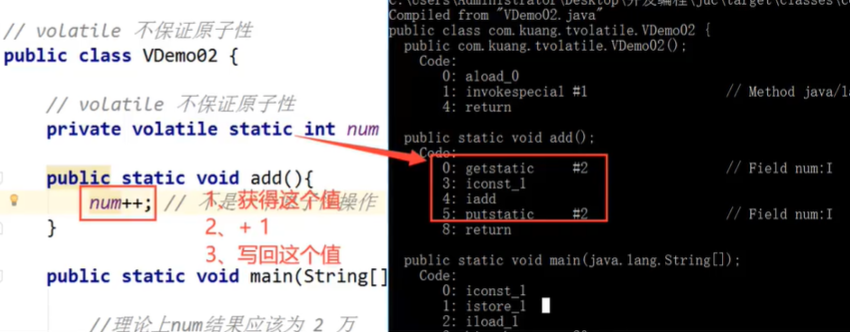 // volatile 不保证原子性
public class VDemo02 {
// volatile 不保证原子性
private volatile static int num
public static void add(){
num++; // 不是 操作
1、获得这个值
2、+ 1
3、写回这个值
}
public static void main(String[]
//理论上num结果应该为 2 万
C:\Users\Administrator\Desktop\开发编程\juc\target\classes\
Compiled from "VDemo02.java"
public class com.kuang.tvolatile.VDemo02 {
public com.kuang.tvolatile.VDemo02();
Code:
0: aload_0
1: invokespecial #1 // Method java/la
4: return
public static void add();
Code:
0: getstatic #2 // Field num:I
3: iconst_1
4: iadd
5: putstatic #2 // Field num:I
8: return
public static void main(java.lang.String[]);
Code:
0: iconst_1
1: istore_1
2: iload_1